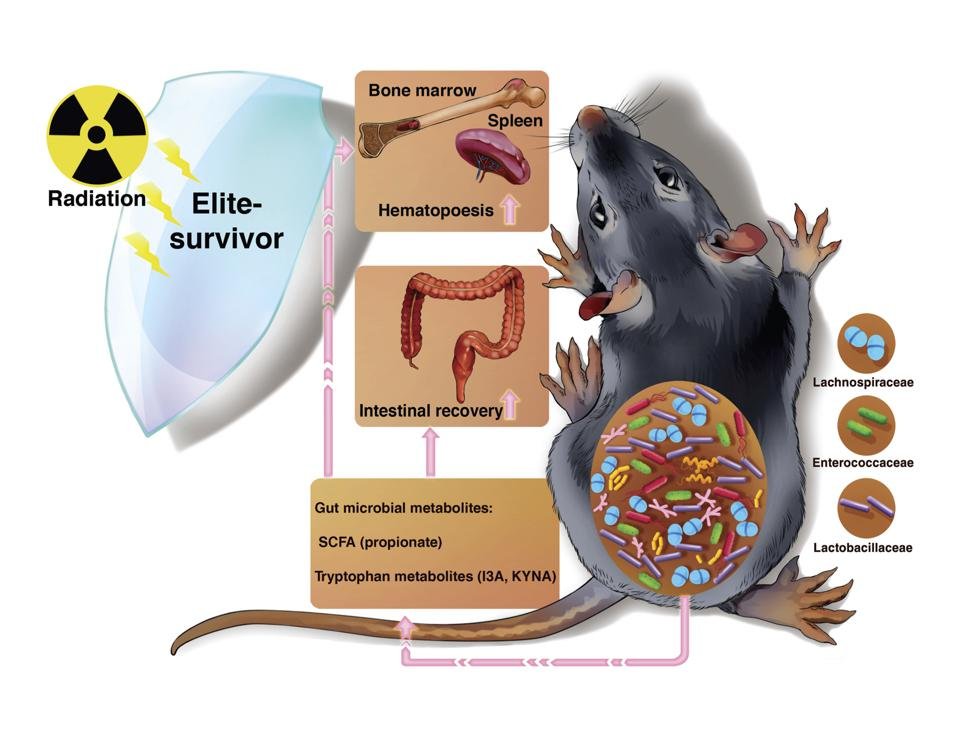 Radiation
Elite-
survivor
Bone marrow
Spleen
Hematopoesis
Intestinal recovery
Gut microbial metabolites:
SCFA (propionate)
Tryptophan metabolites (I3A, KYNA)
Lachnospiraceae
Enterococcaceae
Lactobacillaceae